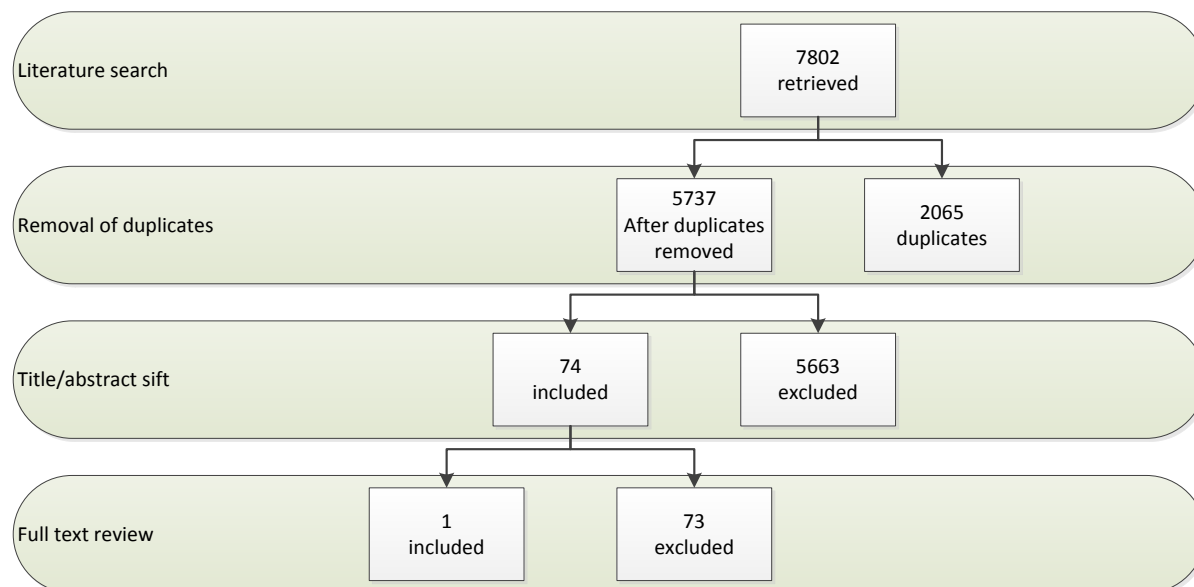 Literature search
7802
retrieved
Removal of duplicates
5737
After duplicates
removed
2065
duplicates
Title/abstract sift
74
included
5663
excluded
Full text review
1
included
73
excluded